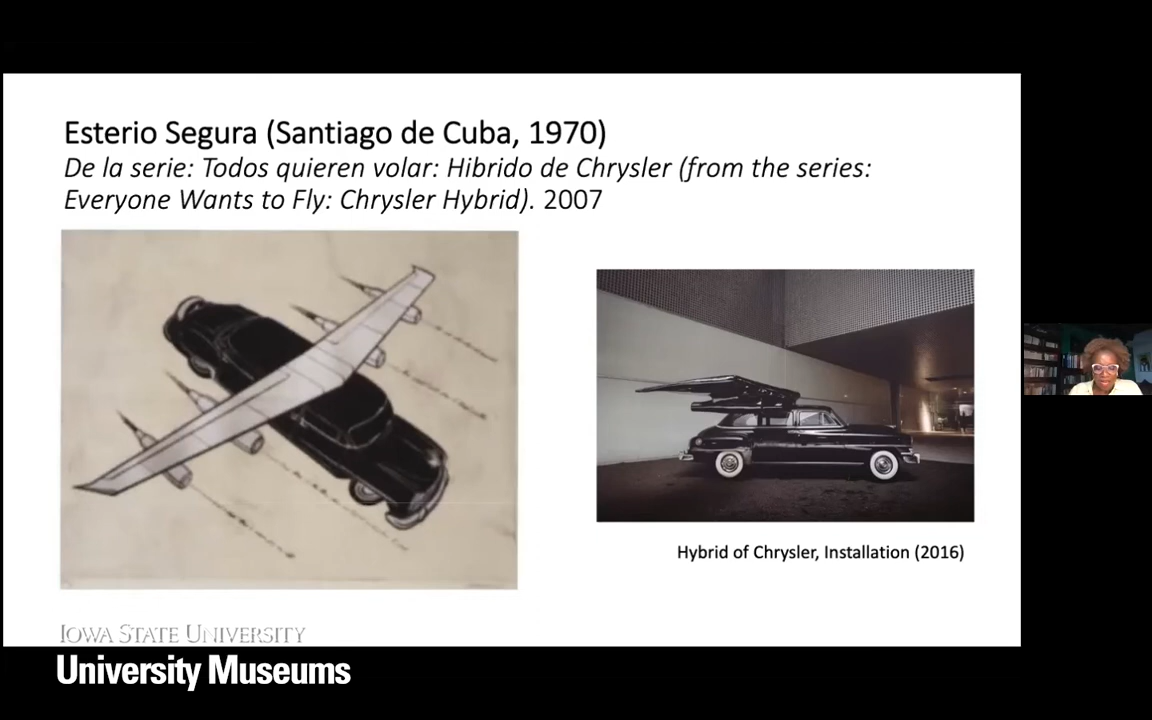 Esterio Segura (Santiago de Cuba, 1970)
De la serie: Todos quieren volar: Hibrido de Chrysler (from the series:
Everyone Wants to Fly: Chrysler Hybrid). 2007
Hybrid of Chrysler, Installation (2016)
IOWA STATE UNIVERSITY
University Museums